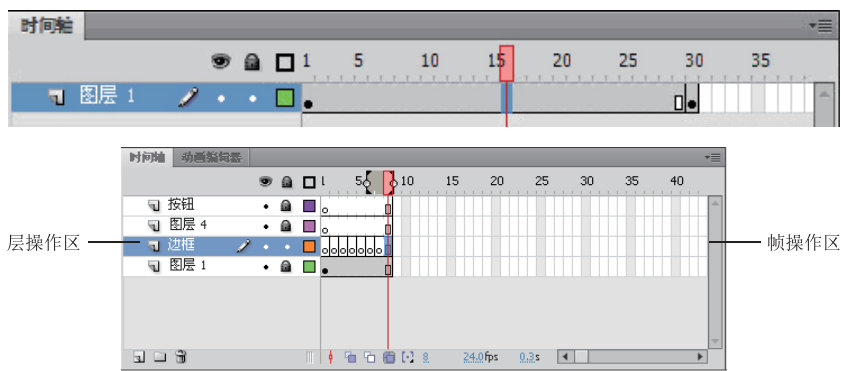 时间轴
1 5 10 15 20 25 30 35
图层 1
时间轴 动画编辑器
1 5 10 15 20 25 30 35 40
按钮
图层 4
层操作区 边框 帧操作区
图层 1
8 24.0fps 0.3s